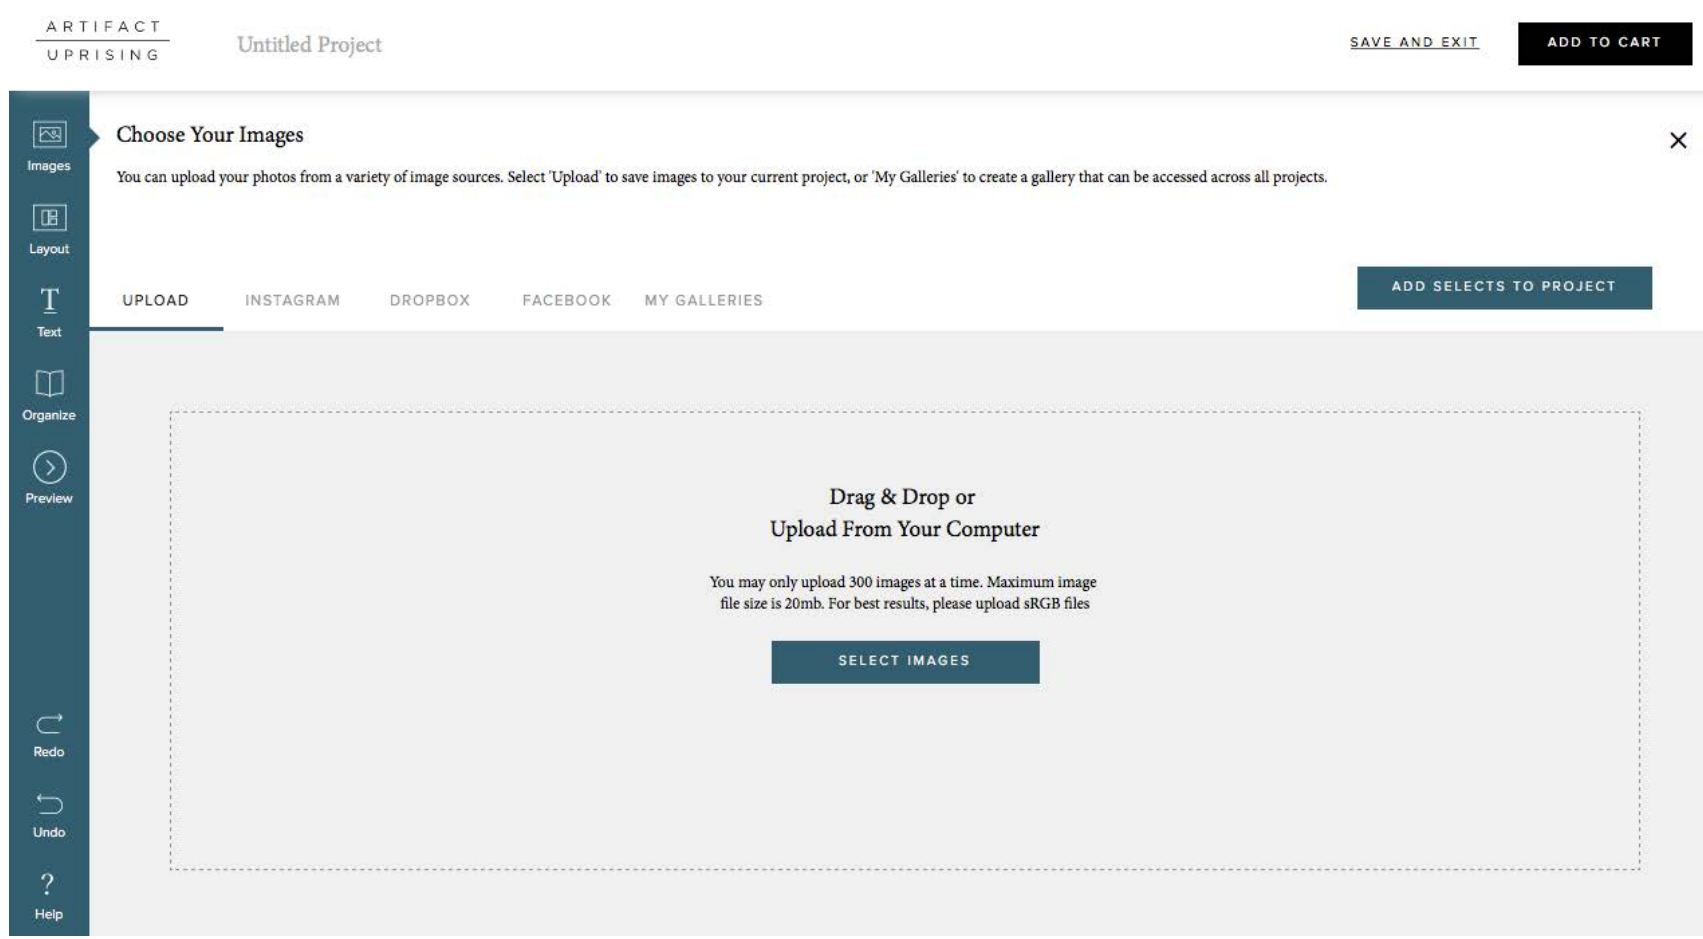 ARTIFACT
UPRISING
Untitled Project
SAVE AND EXIT
ADD TO CART
Images
Layout
Text
Organize
Preview
Redo
Undo
?
Help
Choose Your Images
You can upload your photos from a variety of image sources. Select 'Upload' to save images to your current project, or 'My Galleries' to create a gallery that can be accessed across all projects.
UPLOAD
INSTAGRAM
DROPBOX
FACEBOOK
MY GALLERIES
ADD SELECTS TO PROJECT
Drag & Drop or
Upload From Your Computer
You may only upload 300 images at a time. Maximum image
file size is 20mb. For best results, please upload sRGB files
SELECT IMAGES